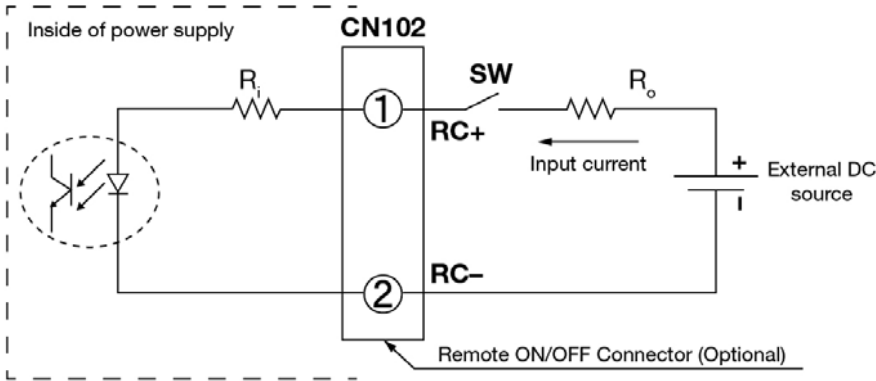 Inside of power supply
CN102
Ri
1
SW
Ro
RC+
Input current
+
External DC
source
−
2
RC−
Remote ON/OFF Connector (Optional)